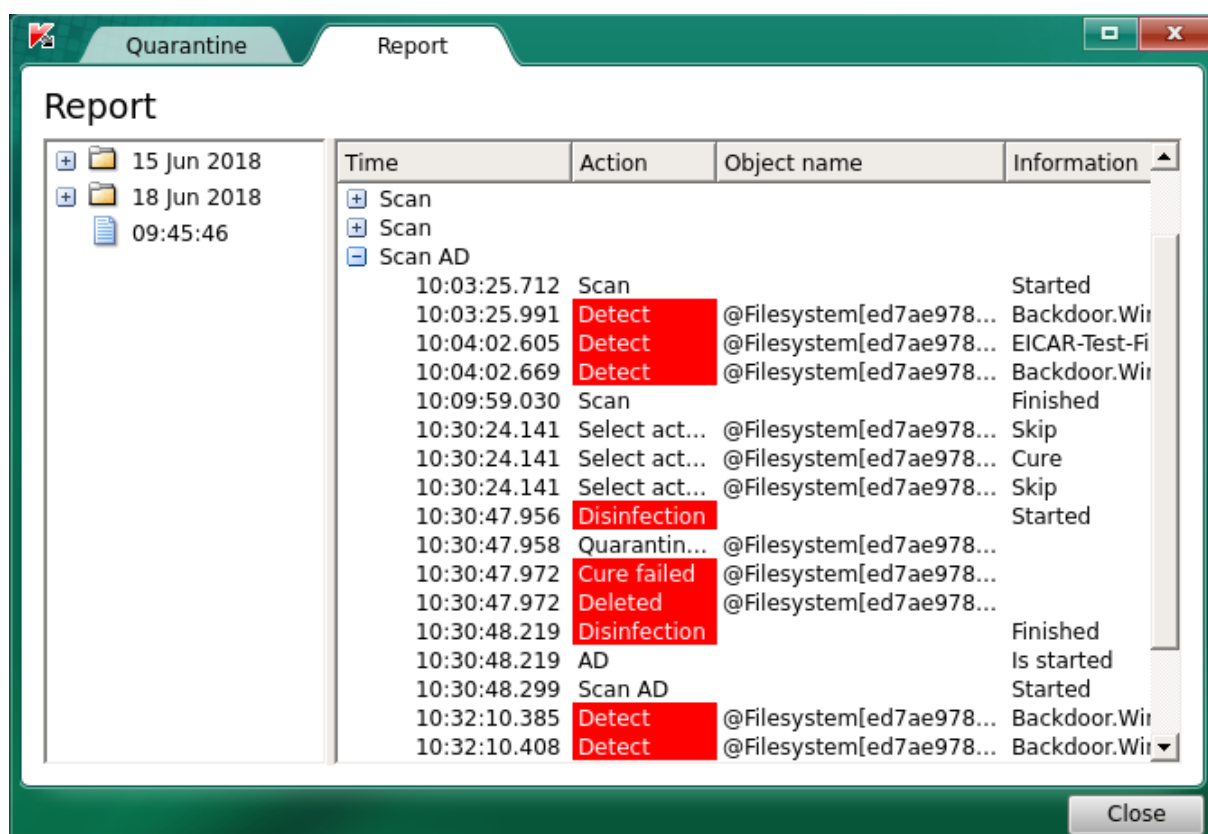 Quarantine Report
Report
15 Jun 2018
18 Jun 2018
09:45:46
Time Action Object name Information
Scan
Scan
Scan AD
10:03:25.712 Scan Started
10:03:25.991 Detect @Filesystem[ed7ae978... Backdoor.Wir
10:04:02.605 Detect @Filesystem[ed7ae978... EICAR-Test-Fi
10:04:02.669 Detect @Filesystem[ed7ae978... Backdoor.Wir
10:09:59.030 Scan Finished
10:30:24.141 Select act... @Filesystem[ed7ae978... Skip
10:30:24.141 Select act... @Filesystem[ed7ae978... Cure
10:30:24.141 Select act... @Filesystem[ed7ae978... Skip
10:30:47.956 Disinfection Started
10:30:47.958 Quarantin... @Filesystem[ed7ae978...
10:30:47.972 Cure failed @Filesystem[ed7ae978...
10:30:47.972 Deleted @Filesystem[ed7ae978...
10:30:48.219 Disinfection Finished
10:30:48.219 AD Is started
10:30:48.299 Scan AD Started
10:32:10.385 Detect @Filesystem[ed7ae978... Backdoor.Wir
10:32:10.408 Detect @Filesystem[ed7ae978... Backdoor.Wir
Close